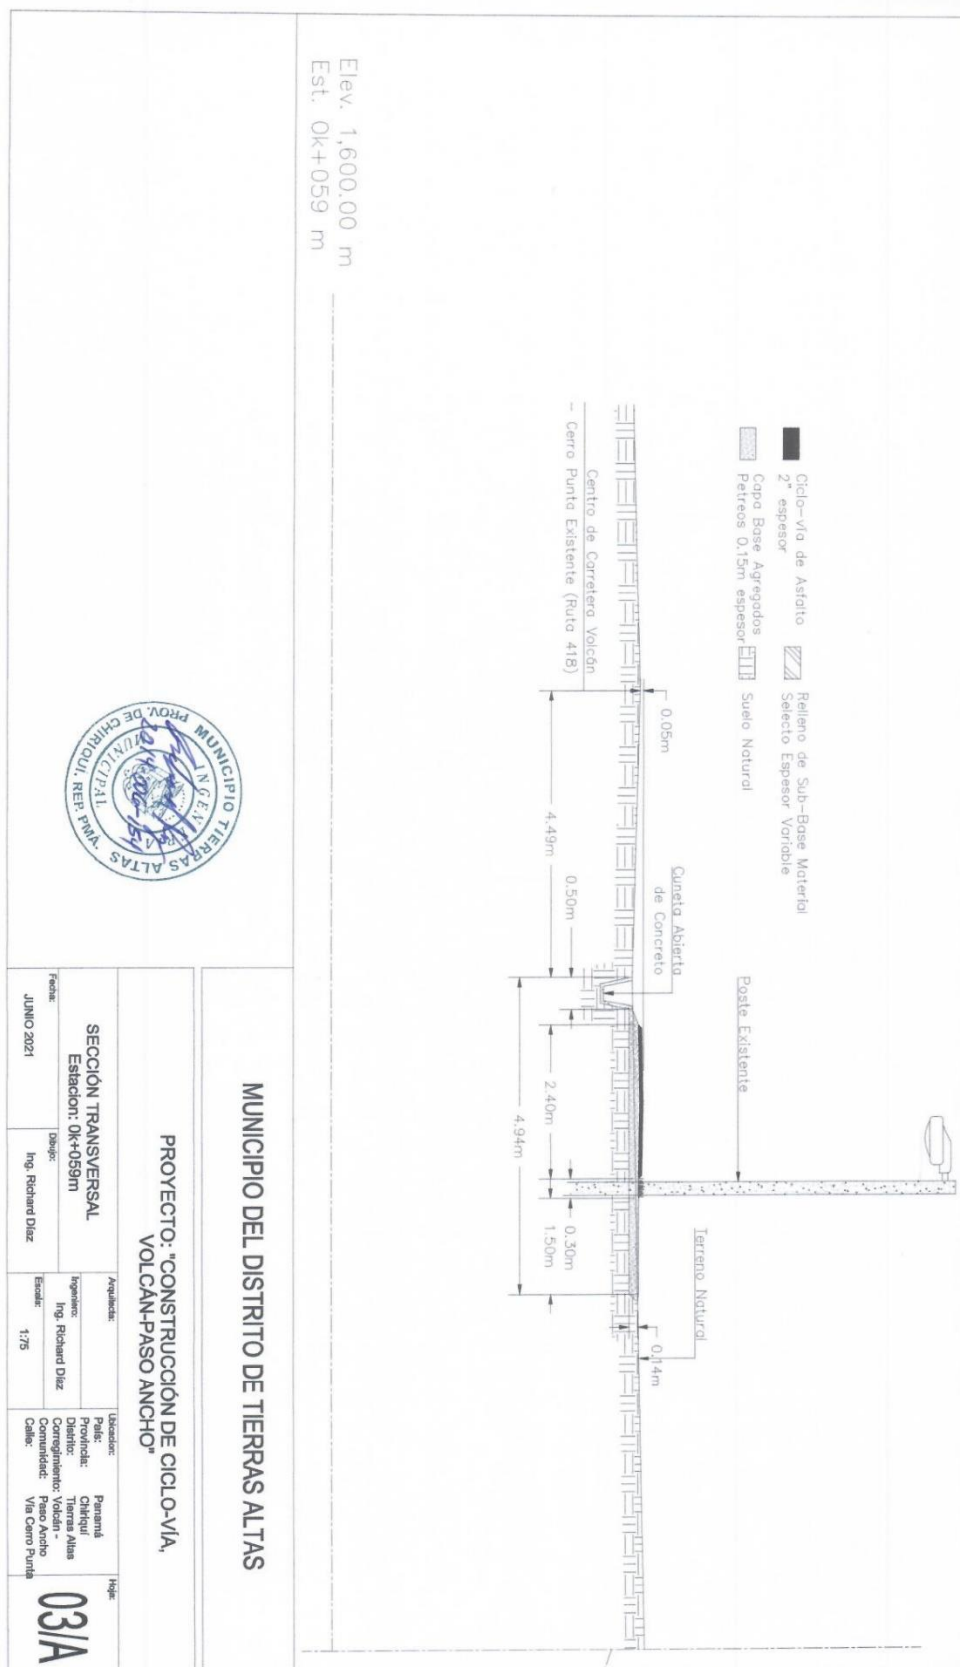 Ciclo-vía de Asfalto
2" espesor
Relleno de Sub-Base Material
Selecto Espesor Variable
Capa Base Agregados
Petreos 0.15m espesor
Suelo Natural
Poste Existente
Terreno Natural
0.05m
Cuneta Abierta
de Concreto
0.14m
Centro de Carretera Volcán
- Cerro Punta Existente (Ruta 418)
4.49m
0.50m
2.40m
0.30m
1.50m
4.94m
Elev. 1,600.00 m
Est. 0k+059 m
MUNICIPIO TIERRAS ALTAS
PROV. DE CHIRIQUI, REP. PMA.
MUNICIPAL
MUNICIPIO DEL DISTRITO DE TIERRAS ALTAS
PROYECTO: "CONSTRUCCIÓN DE CICLO-VÍA,
VOLCÁN-PASO ANCHO"
SECCIÓN TRANSVERSAL
Estacion: 0k+059m
Fecha:
JUNIO 2021
Dibujo:
Ing. Richard Díaz
Arquitecto:
Ingeniero:
Ing. Richard Díaz
Escala:
1:75
Ubicacion:
País: Panamá
Provincia: Chiriquí
Distrito: Tierras Altas
Corregimiento: Volcán -
Comunidad: Paso Ancho
Calle: Vía Cerro Punta
Hoja:
03/A